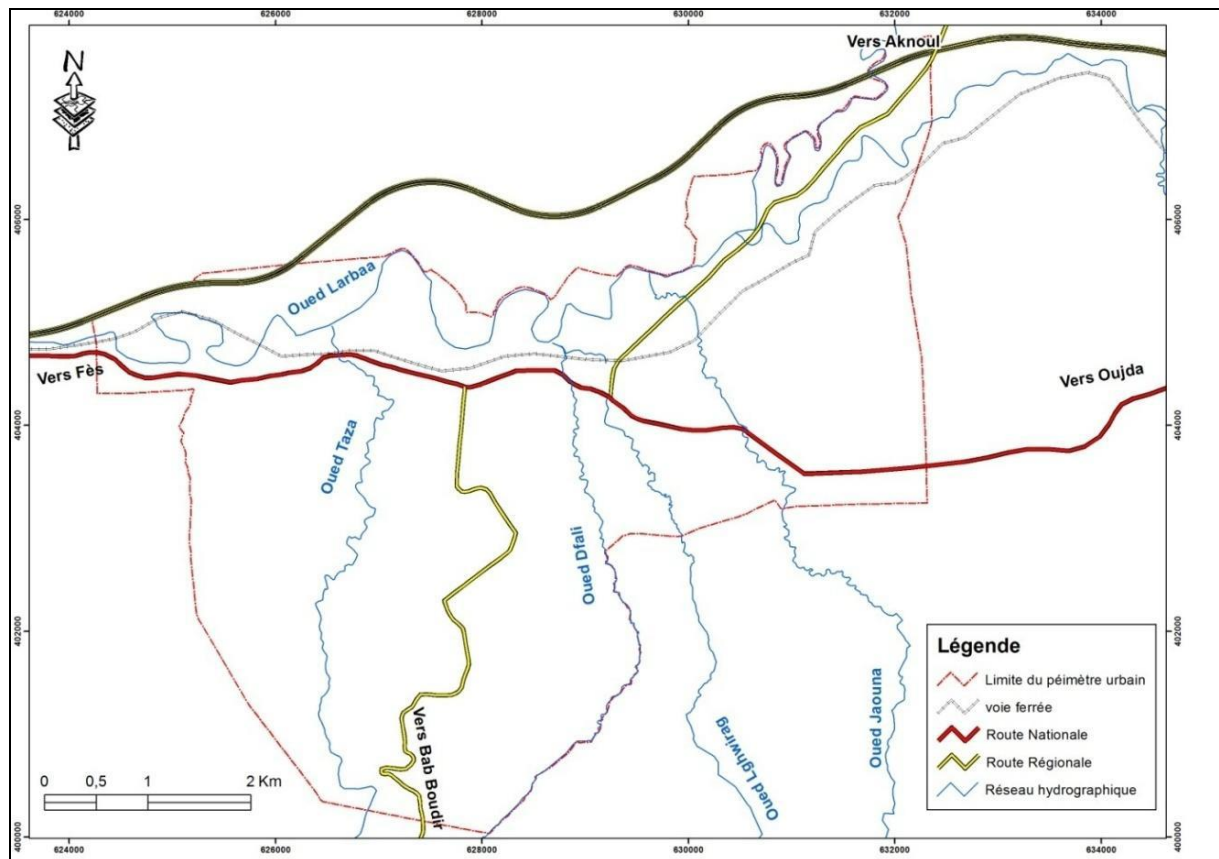 624000 626000 628000 630000 632000 634000
N
Vers Aknoul
406000 406000
Oued Larbaa
Vers Fès
Vers Oujda
404000 404000
Oued Taza
Oued Dfali
402000 402000
Légende
Limite du péimètre urbain
voie ferrée
Route Nationale
Route Régionale
Réseau hydrographique
Oued Jaouna
Oued Lghwirag
Vers Bab Boudir
0 0,5 1 2 Km
400000 400000
624000 626000 628000 630000 632000 634000